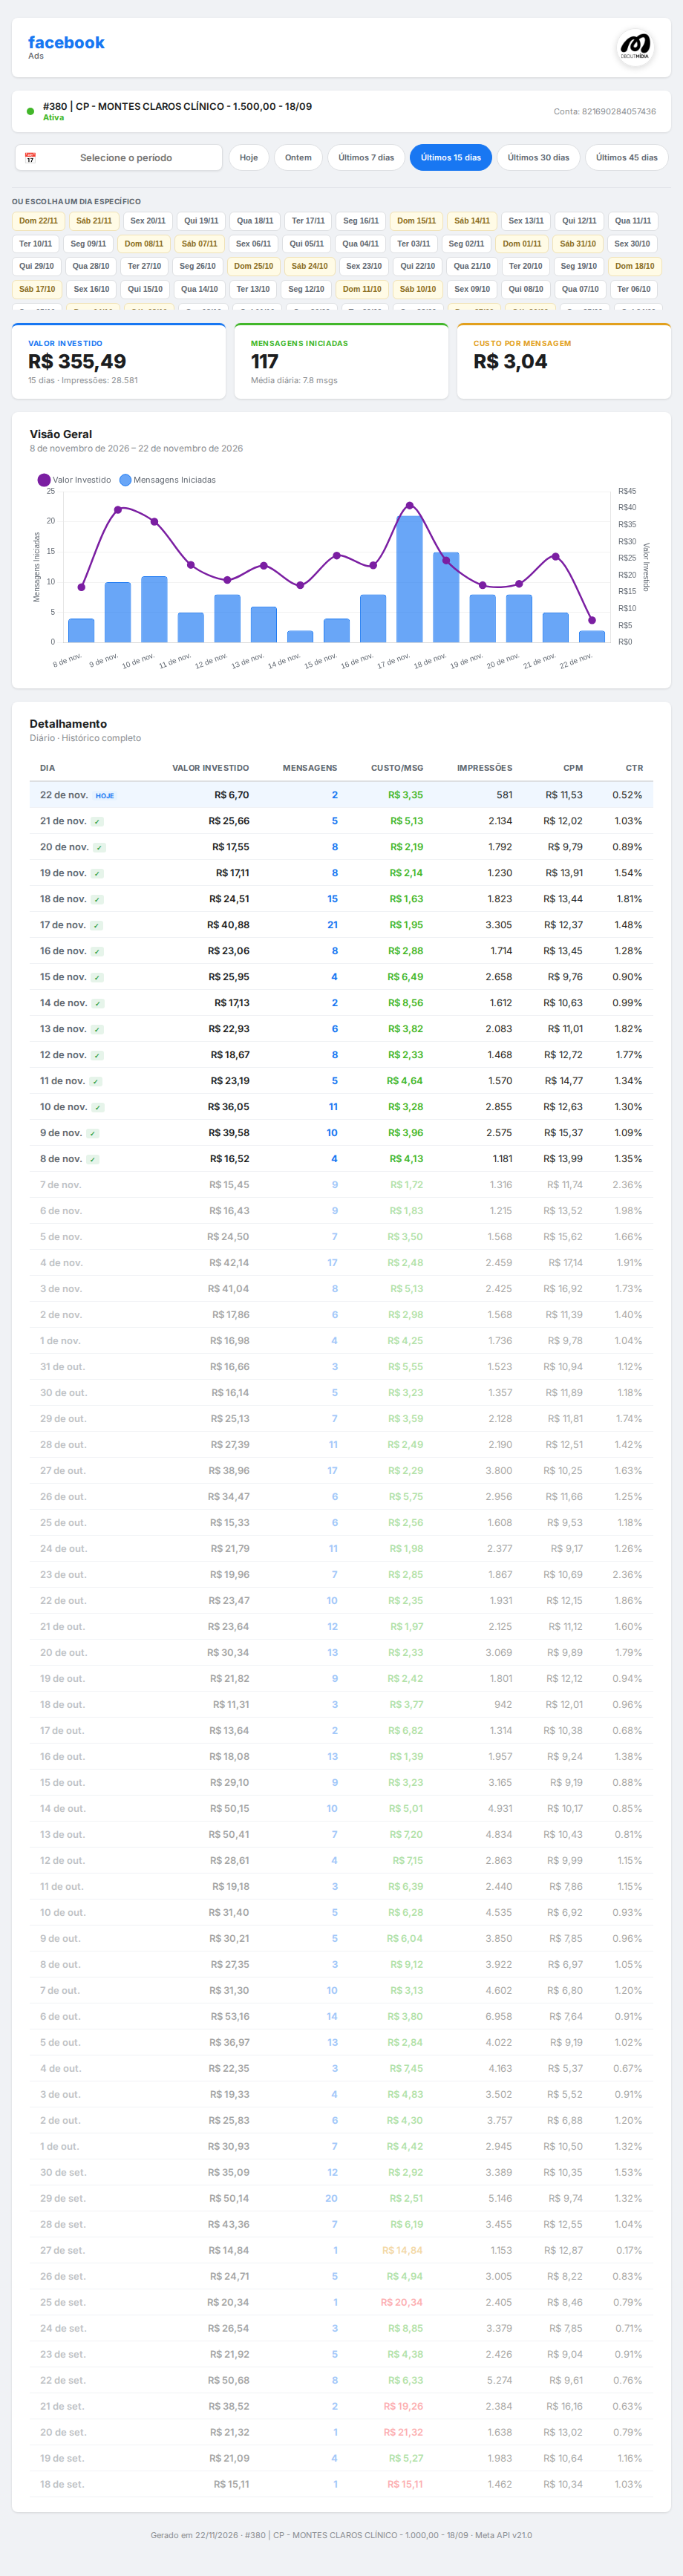 facebook
Ads
ꓵBOUTMÍDIA
#380 | CP - MONTES CLAROS CLÍNICO - 1.500,00 - 18/09
Ativa
Conta: 821690284057436
📅 Selecione o período Hoje Ontem Últimos 7 dias Últimos 15 dias Últimos 30 dias Últimos 45 dias
OU ESCOLHA UM DIA ESPECÍFICO
Dom 22/11 Sáb 21/11 Sex 20/11 Qui 19/11 Qua 18/11 Ter 17/11 Seg 16/11 Dom 15/11 Sáb 14/11 Sex 13/11 Qui 12/11 Qua 11/11
Ter 10/11 Seg 09/11 Dom 08/11 Sáb 07/11 Sex 06/11 Qui 05/11 Qua 04/11 Ter 03/11 Seg 02/11 Dom 01/11 Sáb 31/10 Sex 30/10
Qui 29/10 Qua 28/10 Ter 27/10 Seg 26/10 Dom 25/10 Sáb 24/10 Sex 23/10 Qui 22/10 Qua 21/10 Ter 20/10 Seg 19/10 Dom 18/10
Sáb 17/10 Sex 16/10 Qui 15/10 Qua 14/10 Ter 13/10 Seg 12/10 Dom 11/10 Sáb 10/10 Sex 09/10 Qui 08/10 Qua 07/10 Ter 06/10
VALOR INVESTIDO
R$ 355,49
15 dias · Impressões: 28.581
MENSAGENS INICIADAS
117
Média diária: 7.8 msgs
CUSTO POR MENSAGEM
R$ 3,04
Visão Geral
8 de novembro de 2026 – 22 de novembro de 2026
Valor Investido Mensagens Iniciadas
Mensagens Iniciadas
25
20
15
10
5
0
R$45
R$40
R$35
R$30
R$25
R$20
R$15
R$10
R$5
R$0
Valor Investido
8 de nov. 9 de nov. 10 de nov. 11 de nov. 12 de nov. 13 de nov. 14 de nov. 15 de nov. 16 de nov. 17 de nov. 18 de nov. 19 de nov. 20 de nov. 21 de nov. 22 de nov.
Detalhamento
Diário · Histórico completo
DIA VALOR INVESTIDO MENSAGENS CUSTO/MSG IMPRESSÕES CPM CTR
22 de nov. HOJE R$ 6,70 2 R$ 3,35 581 R$ 11,53 0.52%
21 de nov. ✓ R$ 25,66 5 R$ 5,13 2.134 R$ 12,02 1.03%
20 de nov. ✓ R$ 17,55 8 R$ 2,19 1.792 R$ 9,79 0.89%
19 de nov. ✓ R$ 17,11 8 R$ 2,14 1.230 R$ 13,91 1.54%
18 de nov. ✓ R$ 24,51 15 R$ 1,63 1.823 R$ 13,44 1.81%
17 de nov. ✓ R$ 40,88 21 R$ 1,95 3.305 R$ 12,37 1.48%
16 de nov. ✓ R$ 23,06 8 R$ 2,88 1.714 R$ 13,45 1.28%
15 de nov. ✓ R$ 25,95 4 R$ 6,49 2.658 R$ 9,76 0.90%
14 de nov. ✓ R$ 17,13 2 R$ 8,56 1.612 R$ 10,63 0.99%
13 de nov. ✓ R$ 22,93 6 R$ 3,82 2.083 R$ 11,01 1.82%
12 de nov. ✓ R$ 18,67 8 R$ 2,33 1.468 R$ 12,72 1.77%
11 de nov. ✓ R$ 23,19 5 R$ 4,64 1.570 R$ 14,77 1.34%
10 de nov. ✓ R$ 36,05 11 R$ 3,28 2.855 R$ 12,63 1.30%
9 de nov. ✓ R$ 39,58 10 R$ 3,96 2.575 R$ 15,37 1.09%
8 de nov. ✓ R$ 16,52 4 R$ 4,13 1.181 R$ 13,99 1.35%
7 de nov. R$ 15,45 9 R$ 1,72 1.316 R$ 11,74 2.36%
6 de nov. R$ 16,43 9 R$ 1,83 1.215 R$ 13,52 1.98%
5 de nov. R$ 24,50 7 R$ 3,50 1.568 R$ 15,62 1.66%
4 de nov. R$ 42,14 17 R$ 2,48 2.459 R$ 17,14 1.91%
3 de nov. R$ 41,04 8 R$ 5,13 2.425 R$ 16,92 1.73%
2 de nov. R$ 17,86 6 R$ 2,98 1.568 R$ 11,39 1.40%
1 de nov. R$ 16,98 4 R$ 4,25 1.736 R$ 9,78 1.04%
31 de out. R$ 16,66 3 R$ 5,55 1.523 R$ 10,94 1.12%
30 de out. R$ 16,14 5 R$ 3,23 1.357 R$ 11,89 1.18%
29 de out. R$ 25,13 7 R$ 3,59 2.128 R$ 11,81 1.74%
28 de out. R$ 27,39 11 R$ 2,49 2.190 R$ 12,51 1.42%
27 de out. R$ 38,96 17 R$ 2,29 3.800 R$ 10,25 1.63%
26 de out. R$ 34,47 6 R$ 5,75 2.956 R$ 11,66 1.25%
25 de out. R$ 15,33 6 R$ 2,56 1.608 R$ 9,53 1.18%
24 de out. R$ 21,79 11 R$ 1,98 2.377 R$ 9,17 1.26%
23 de out. R$ 19,96 7 R$ 2,85 1.867 R$ 10,69 2.36%
22 de out. R$ 23,47 10 R$ 2,35 1.931 R$ 12,15 1.86%
21 de out. R$ 23,64 12 R$ 1,97 2.125 R$ 11,12 1.60%
20 de out. R$ 30,34 13 R$ 2,33 3.069 R$ 9,89 1.79%
19 de out. R$ 21,82 9 R$ 2,42 1.801 R$ 12,12 0.94%
18 de out. R$ 11,31 3 R$ 3,77 942 R$ 12,01 0.96%
17 de out. R$ 13,64 2 R$ 6,82 1.314 R$ 10,38 0.68%
16 de out. R$ 18,08 13 R$ 1,39 1.957 R$ 9,24 1.38%
15 de out. R$ 29,10 9 R$ 3,23 3.165 R$ 9,19 0.88%
14 de out. R$ 50,15 10 R$ 5,01 4.931 R$ 10,17 0.85%
13 de out. R$ 50,41 7 R$ 7,20 4.834 R$ 10,43 0.81%
12 de out. R$ 28,61 4 R$ 7,15 2.863 R$ 9,99 1.15%
11 de out. R$ 19,18 3 R$ 6,39 2.440 R$ 7,86 1.15%
10 de out. R$ 31,40 5 R$ 6,28 4.535 R$ 6,92 0.93%
9 de out. R$ 30,21 5 R$ 6,04 3.850 R$ 7,85 0.96%
8 de out. R$ 27,35 3 R$ 9,12 3.922 R$ 6,97 1.05%
7 de out. R$ 31,30 10 R$ 3,13 4.602 R$ 6,80 1.20%
6 de out. R$ 53,16 14 R$ 3,80 6.958 R$ 7,64 0.91%
5 de out. R$ 36,97 13 R$ 2,84 4.022 R$ 9,19 1.02%
4 de out. R$ 22,35 3 R$ 7,45 4.163 R$ 5,37 0.67%
3 de out. R$ 19,33 4 R$ 4,83 3.502 R$ 5,52 0.91%
2 de out. R$ 25,83 6 R$ 4,30 3.757 R$ 6,88 1.20%
1 de out. R$ 30,93 7 R$ 4,42 2.945 R$ 10,50 1.32%
30 de set. R$ 35,09 12 R$ 2,92 3.389 R$ 10,35 1.53%
29 de set. R$ 50,14 20 R$ 2,51 5.146 R$ 9,74 1.32%
28 de set. R$ 43,36 7 R$ 6,19 3.455 R$ 12,55 1.04%
27 de set. R$ 14,84 1 R$ 14,84 1.153 R$ 12,87 0.17%
26 de set. R$ 24,71 5 R$ 4,94 3.005 R$ 8,22 0.83%
25 de set. R$ 20,34 1 R$ 20,34 2.405 R$ 8,46 0.79%
24 de set. R$ 26,54 3 R$ 8,85 3.379 R$ 7,85 0.71%
23 de set. R$ 21,92 5 R$ 4,38 2.426 R$ 9,04 0.91%
22 de set. R$ 50,68 8 R$ 6,33 5.274 R$ 9,61 0.76%
21 de set. R$ 38,52 2 R$ 19,26 2.384 R$ 16,16 0.63%
20 de set. R$ 21,32 1 R$ 21,32 1.638 R$ 13,02 0.79%
19 de set. R$ 21,09 4 R$ 5,27 1.983 R$ 10,64 1.16%
18 de set. R$ 15,11 1 R$ 15,11 1.462 R$ 10,34 1.03%
Gerado em 22/11/2026 · #380 | CP - MONTES CLAROS CLÍNICO - 1.000,00 - 18/09 · Meta API v21.0